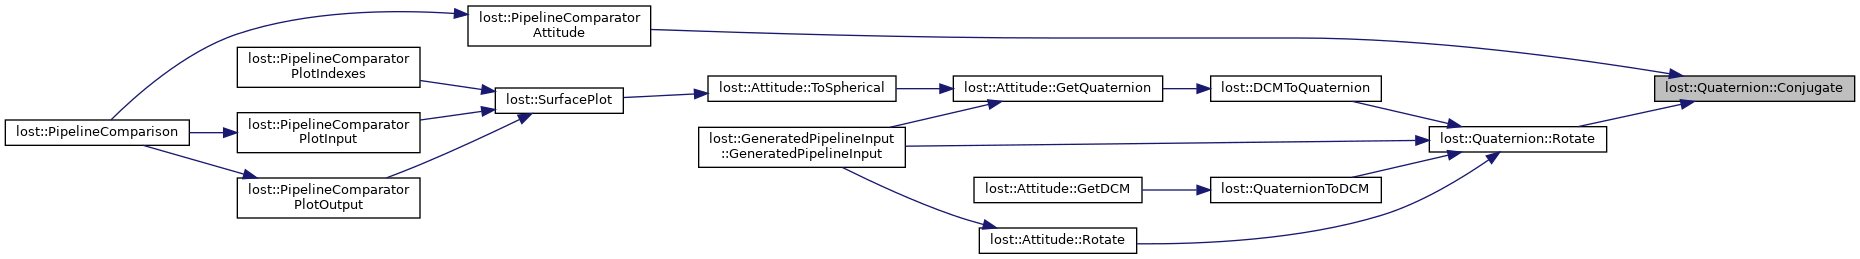 lost::PipelineComparator
Attitude
lost::PipelineComparator
PlotIndexes
lost::Attitude::ToSpherical
lost::Attitude::GetQuaternion
lost::DCMToQuaternion
lost::Quaternion::Conjugate
lost::SurfacePlot
lost::PipelineComparison
lost::PipelineComparator
PlotInput
lost::GeneratedPipelineInput
::GeneratedPipelineInput
lost::Quaternion::Rotate
lost::PipelineComparator
PlotOutput
lost::Attitude::GetDCM
lost::QuaternionToDCM
lost::Attitude::Rotate